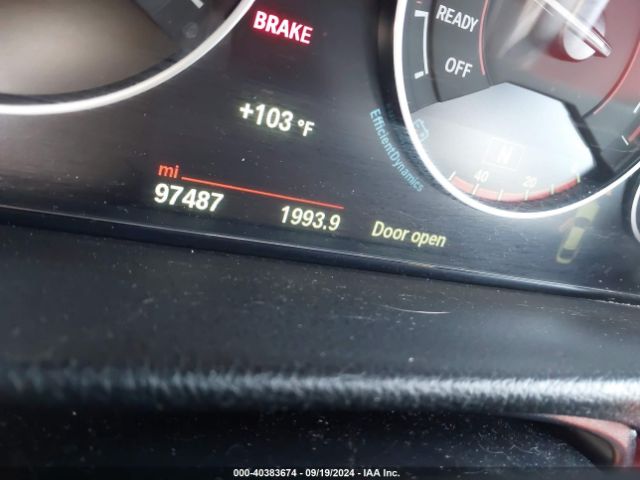 BRAKE
READY
OFF
+103 °F
EfficientDynamics
N
40 20
mi
97487 1993.9
Door open
000-40383674 - 09/19/2024 - IAA Inc.